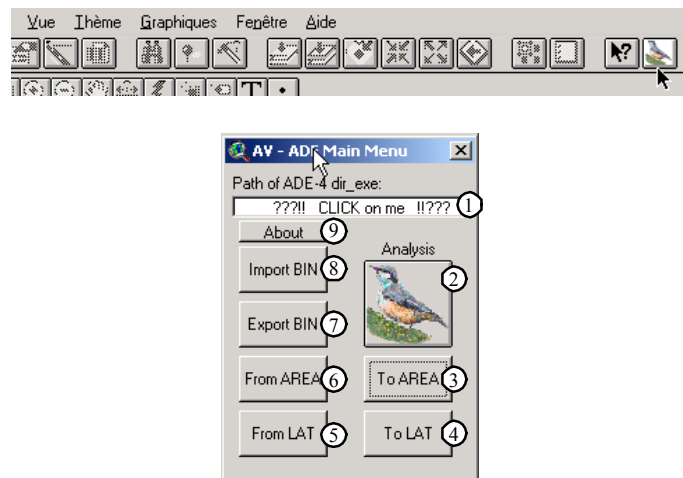 Vue Thème Graphiques Fenêtre Aide
T
?
AV - ADE Main Menu
Path of ADE-4 dir_exe:
???!! CLICK on me !!??? 1
About 9
Analysis
Import BIN 8
2
Export BIN 7
From AREA 6
To AREA 3
From LAT 5
To LAT 4